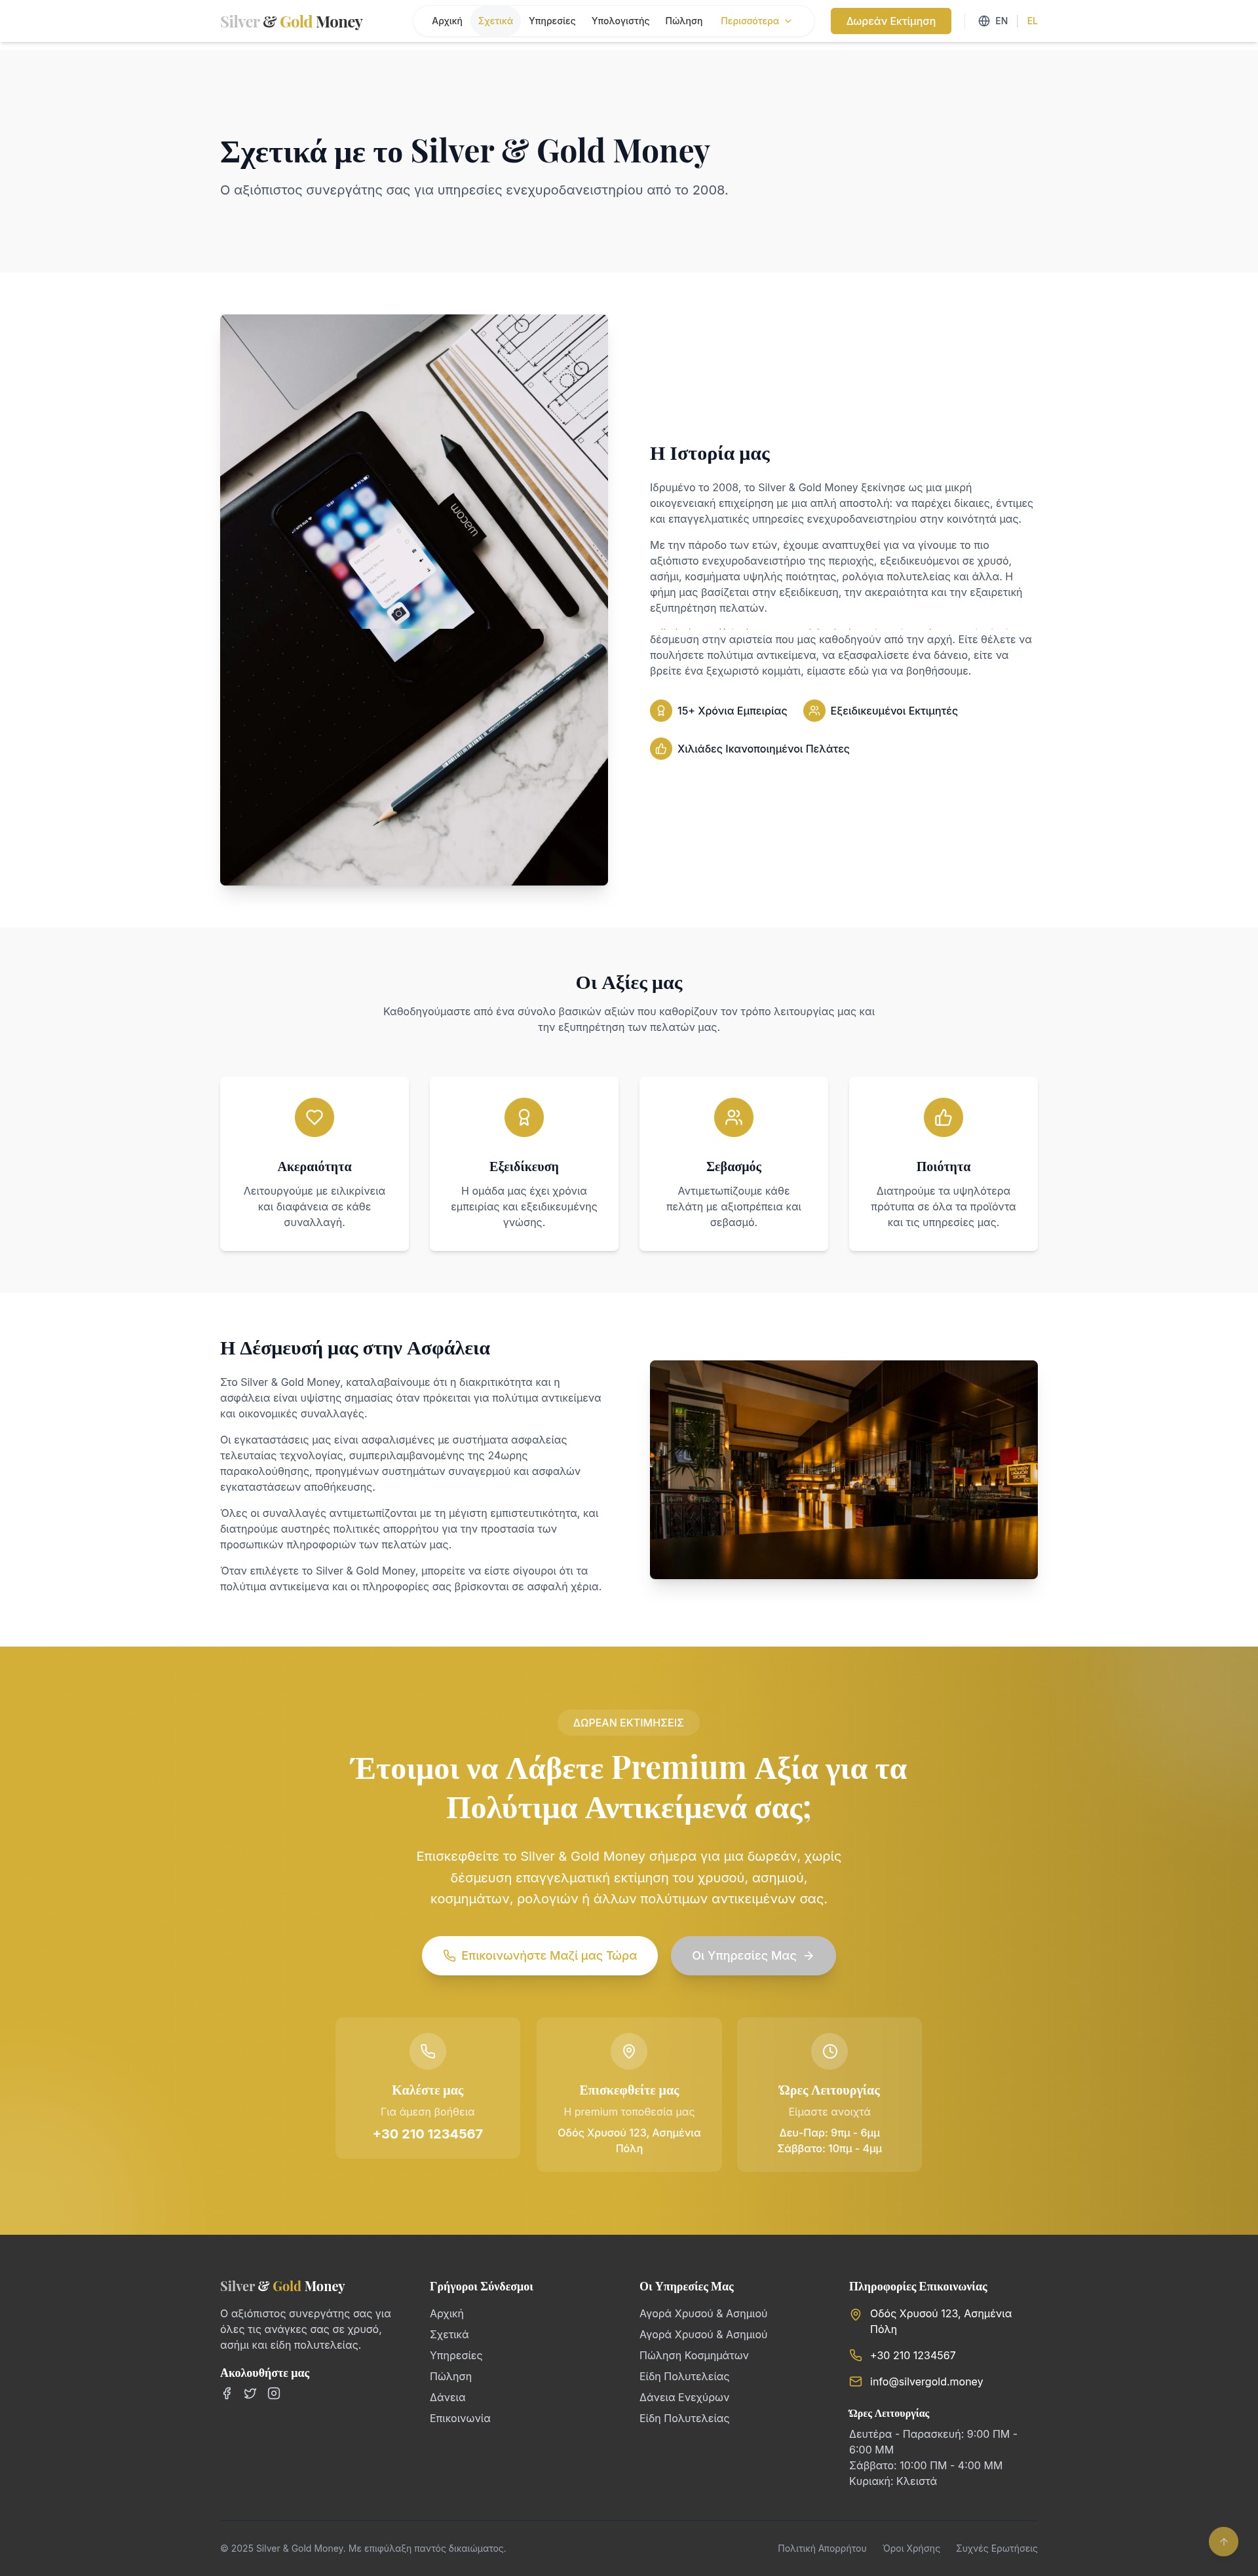 Silver & Gold Money
Αρχική
Σχετικά
Υπηρεσίες
Υπολογιστής
Πώληση
Περισσότερα
Δωρεάν Εκτίμηση
EN
EL
Σχετικά με το Silver & Gold Money
Ο αξιόπιστος συνεργάτης σας για υπηρεσίες ενεχυροδανειστηρίου από το 2008.
wacom
Η Ιστορία μας
Ιδρυμένο το 2008, το Silver & Gold Money ξεκίνησε ως μια μικρή
οικογενειακή επιχείρηση με μια απλή αποστολή: να παρέχει δίκαιες, έντιμες
και επαγγελματικές υπηρεσίες ενεχυροδανειστηρίου στην κοινότητά μας.
Με την πάροδο των ετών, έχουμε αναπτυχθεί για να γίνουμε το πιο
αξιόπιστο ενεχυροδανειστήριο της περιοχής, εξειδικευόμενοι σε χρυσό,
ασήμι, κοσμήματα υψηλής ποιότητας, ρολόγια πολυτελείας και άλλα. Η
φήμη μας βασίζεται στην εξειδίκευση, την ακεραιότητα και την εξαιρετική
εξυπηρέτηση πελατών.
δέσμευση στην αριστεία που μας καθοδηγούν από την αρχή. Είτε θέλετε να
πουλήσετε πολύτιμα αντικείμενα, να εξασφαλίσετε ένα δάνειο, είτε να
βρείτε ένα ξεχωριστό κομμάτι, είμαστε εδώ για να βοηθήσουμε.
15+ Χρόνια Εμπειρίας
Εξειδικευμένοι Εκτιμητές
Χιλιάδες Ικανοποιημένοι Πελάτες
Οι Αξίες μας
Καθοδηγούμαστε από ένα σύνολο βασικών αξιών που καθορίζουν τον τρόπο λειτουργίας μας και
την εξυπηρέτηση των πελατών μας.
Ακεραιότητα
Λειτουργούμε με ειλικρίνεια
και διαφάνεια σε κάθε
συναλλαγή.
Εξειδίκευση
Η ομάδα μας έχει χρόνια
εμπειρίας και εξειδικευμένης
γνώσης.
Σεβασμός
Αντιμετωπίζουμε κάθε
πελάτη με αξιοπρέπεια και
σεβασμό.
Ποιότητα
Διατηρούμε τα υψηλότερα
πρότυπα σε όλα τα προϊόντα
και τις υπηρεσίες μας.
Η Δέσμευσή μας στην Ασφάλεια
Στο Silver & Gold Money, καταλαβαίνουμε ότι η διακριτικότητα και η
ασφάλεια είναι υψίστης σημασίας όταν πρόκειται για πολύτιμα αντικείμενα
και οικονομικές συναλλαγές.
Οι εγκαταστάσεις μας είναι ασφαλισμένες με συστήματα ασφαλείας
τελευταίας τεχνολογίας, συμπεριλαμβανομένης της 24ωρης
παρακολούθησης, προηγμένων συστημάτων συναγερμού και ασφαλών
εγκαταστάσεων αποθήκευσης.
Όλες οι συναλλαγές αντιμετωπίζονται με τη μέγιστη εμπιστευτικότητα, και
διατηρούμε αυστηρές πολιτικές απορρήτου για την προστασία των
προσωπικών πληροφοριών των πελατών μας.
Όταν επιλέγετε το Silver & Gold Money, μπορείτε να είστε σίγουροι ότι τα
πολύτιμα αντικείμενα και οι πληροφορίες σας βρίσκονται σε ασφαλή χέρια.
ΔΩΡΕΑΝ ΕΚΤΙΜΗΣΕΙΣ
Έτοιμοι να Λάβετε Premium Αξία για τα
Πολύτιμα Αντικείμενά σας;
Επισκεφθείτε το Silver & Gold Money σήμερα για μια δωρεάν, χωρίς
δέσμευση επαγγελματική εκτίμηση του χρυσού, ασημιού,
κοσμημάτων, ρολογιών ή άλλων πολύτιμων αντικειμένων σας.
Επικοινωνήστε Μαζί μας Τώρα
Οι Υπηρεσίες Μας
Καλέστε μας
Για άμεση βοήθεια
+30 210 1234567
Επισκεφθείτε μας
Η premium τοποθεσία μας
Οδός Χρυσού 123, Ασημένια
Πόλη
Ώρες Λειτουργίας
Είμαστε ανοιχτά
Δευ-Παρ: 9πμ - 6μμ
Σάββατο: 10πμ - 4μμ
Silver & Gold Money
Ο αξιόπιστος συνεργάτης σας για
όλες τις ανάγκες σας σε χρυσό,
ασήμι και είδη πολυτελείας.
Ακολουθήστε μας
Γρήγοροι Σύνδεσμοι
Αρχική
Σχετικά
Υπηρεσίες
Πώληση
Δάνεια
Επικοινωνία
Οι Υπηρεσίες Μας
Αγορά Χρυσού & Ασημιού
Αγορά Χρυσού & Ασημιού
Πώληση Κοσμημάτων
Είδη Πολυτελείας
Δάνεια Ενεχύρων
Είδη Πολυτελείας
Πληροφορίες Επικοινωνίας
Οδός Χρυσού 123, Ασημένια
Πόλη
+30 210 1234567
info@silvergold.money
Ώρες Λειτουργίας
Δευτέρα - Παρασκευή: 9:00 ΠΜ -
6:00 ΜΜ
Σάββατο: 10:00 ΠΜ - 4:00 ΜΜ
Κυριακή: Κλειστά
© 2025 Silver & Gold Money. Με επιφύλαξη παντός δικαιώματος.
Πολιτική Απορρήτου
Όροι Χρήσης
Συχνές Ερωτήσεις